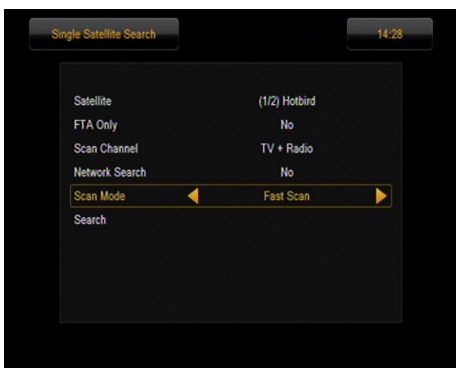 Single Satellite Search 14:28
Satellite (1/2) Hotbird
FTA Only No
Scan Channel TV + Radio
Network Search No
Scan Mode Fast Scan
Search